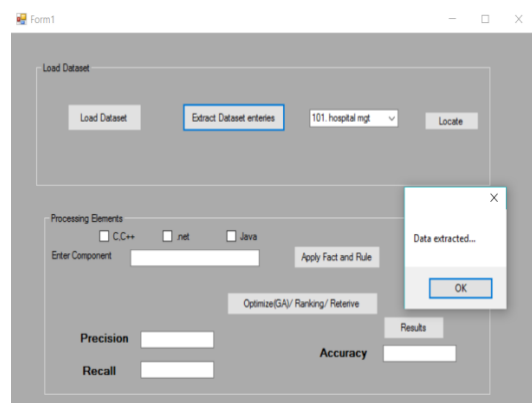 Form1
Load Dataset
Load Dataset
Extract Dataset enteries
101. hospital mgt
Locate
Processing Elements
C,C++
.net
Java
Data extracted...
Enter Component
Apply Fact and Rule
OK
Optimize(GA)/ Ranking/ Reterive
Results
Precision
Accuracy
Recall